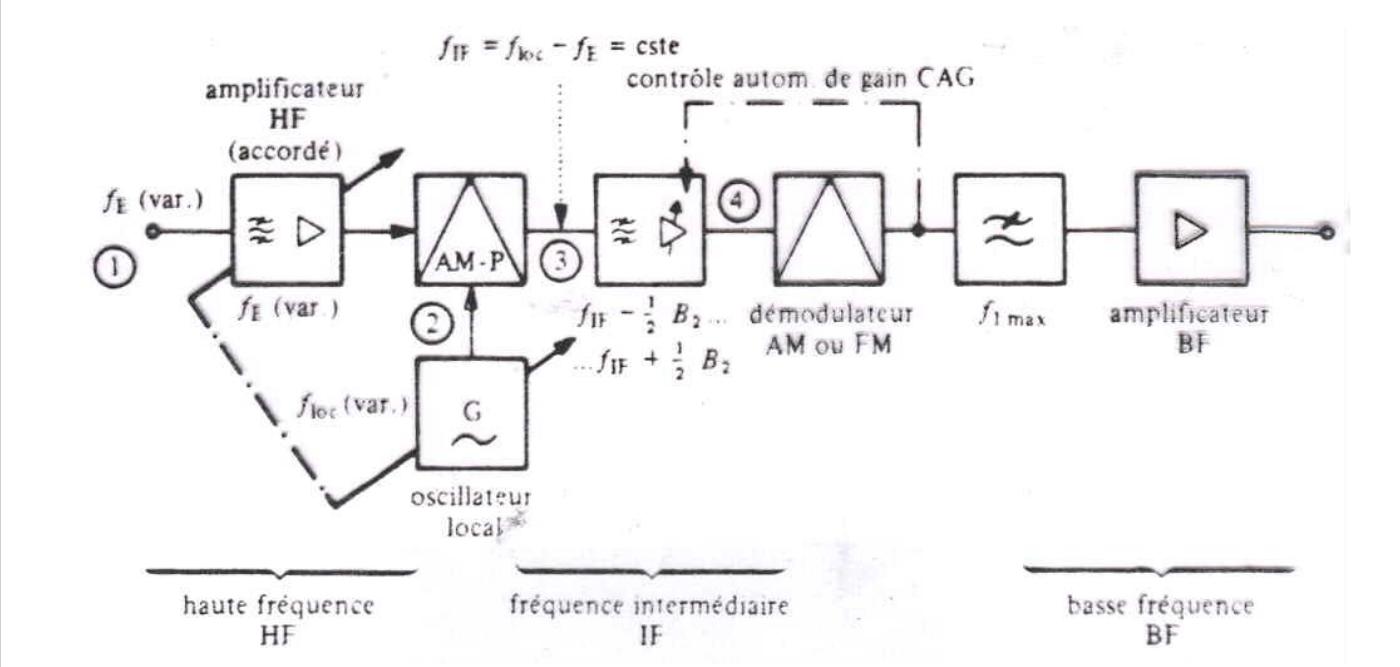 f_IF = f_loc – f_E = cste
contrôle autom. de gain CAG
amplificateur
HF
(accordé)
f_E (var.)
1
AM-P
3
4
f_E (var.)
2
f_IF – 1/2 B_2 ...
...f_IF + 1/2 B_2
démodulateur
AM ou FM
f_1 max
amplificateur
BF
f_loc (var.)
G
oscillateur
local
haute fréquence
HF
fréquence intermédiaire
IF
basse fréquence
BF